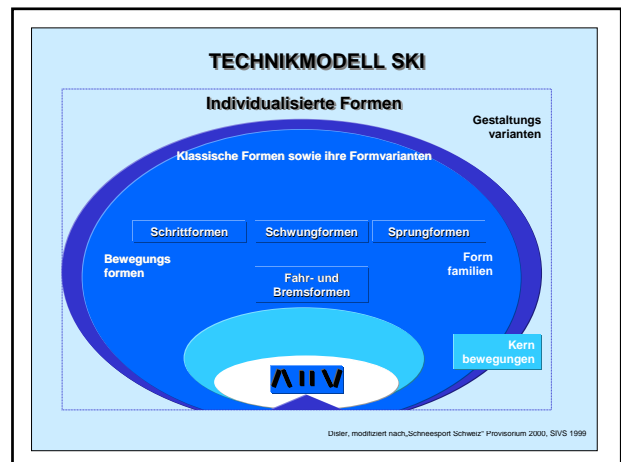 TECHNIKMODELL SKI
Individualisierte Formen
Gestaltungs
varianten
Klassische Formen sowie ihre Formvarianten
Schrittformen
Schwungformen
Sprungformen
Bewegungs
formen
Form
familien
Fahr- und
Bremsformen
Kern
bewegungen
Disler, modifiziert nach„Schneesport Schweiz" Provisorium 2000, SIVS 1999